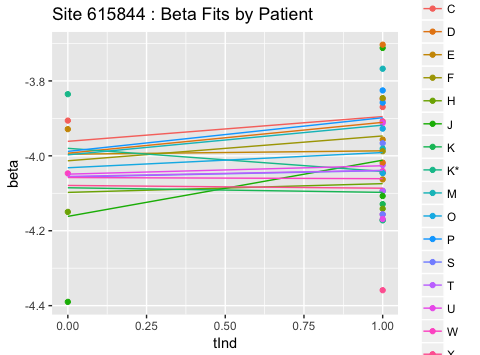 Site 615844 : Beta Fits by Patient
beta
-3.8
-4.0
-4.2
-4.4
0.00 0.25 0.50 0.75 1.00
tInd
C
D
E
F
H
J
K
K*
M
O
P
S
T
U
W
Y